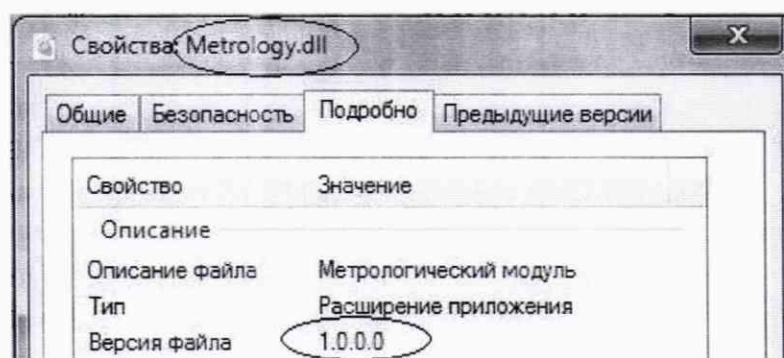 Свойства: Metrology.dll
Общие Безопасность Подробно Предыдущие версии
Свойство Значение
Описание
Описание файла Метрологический модуль
Тип Расширение приложения
Версия файла 1.0.0.0